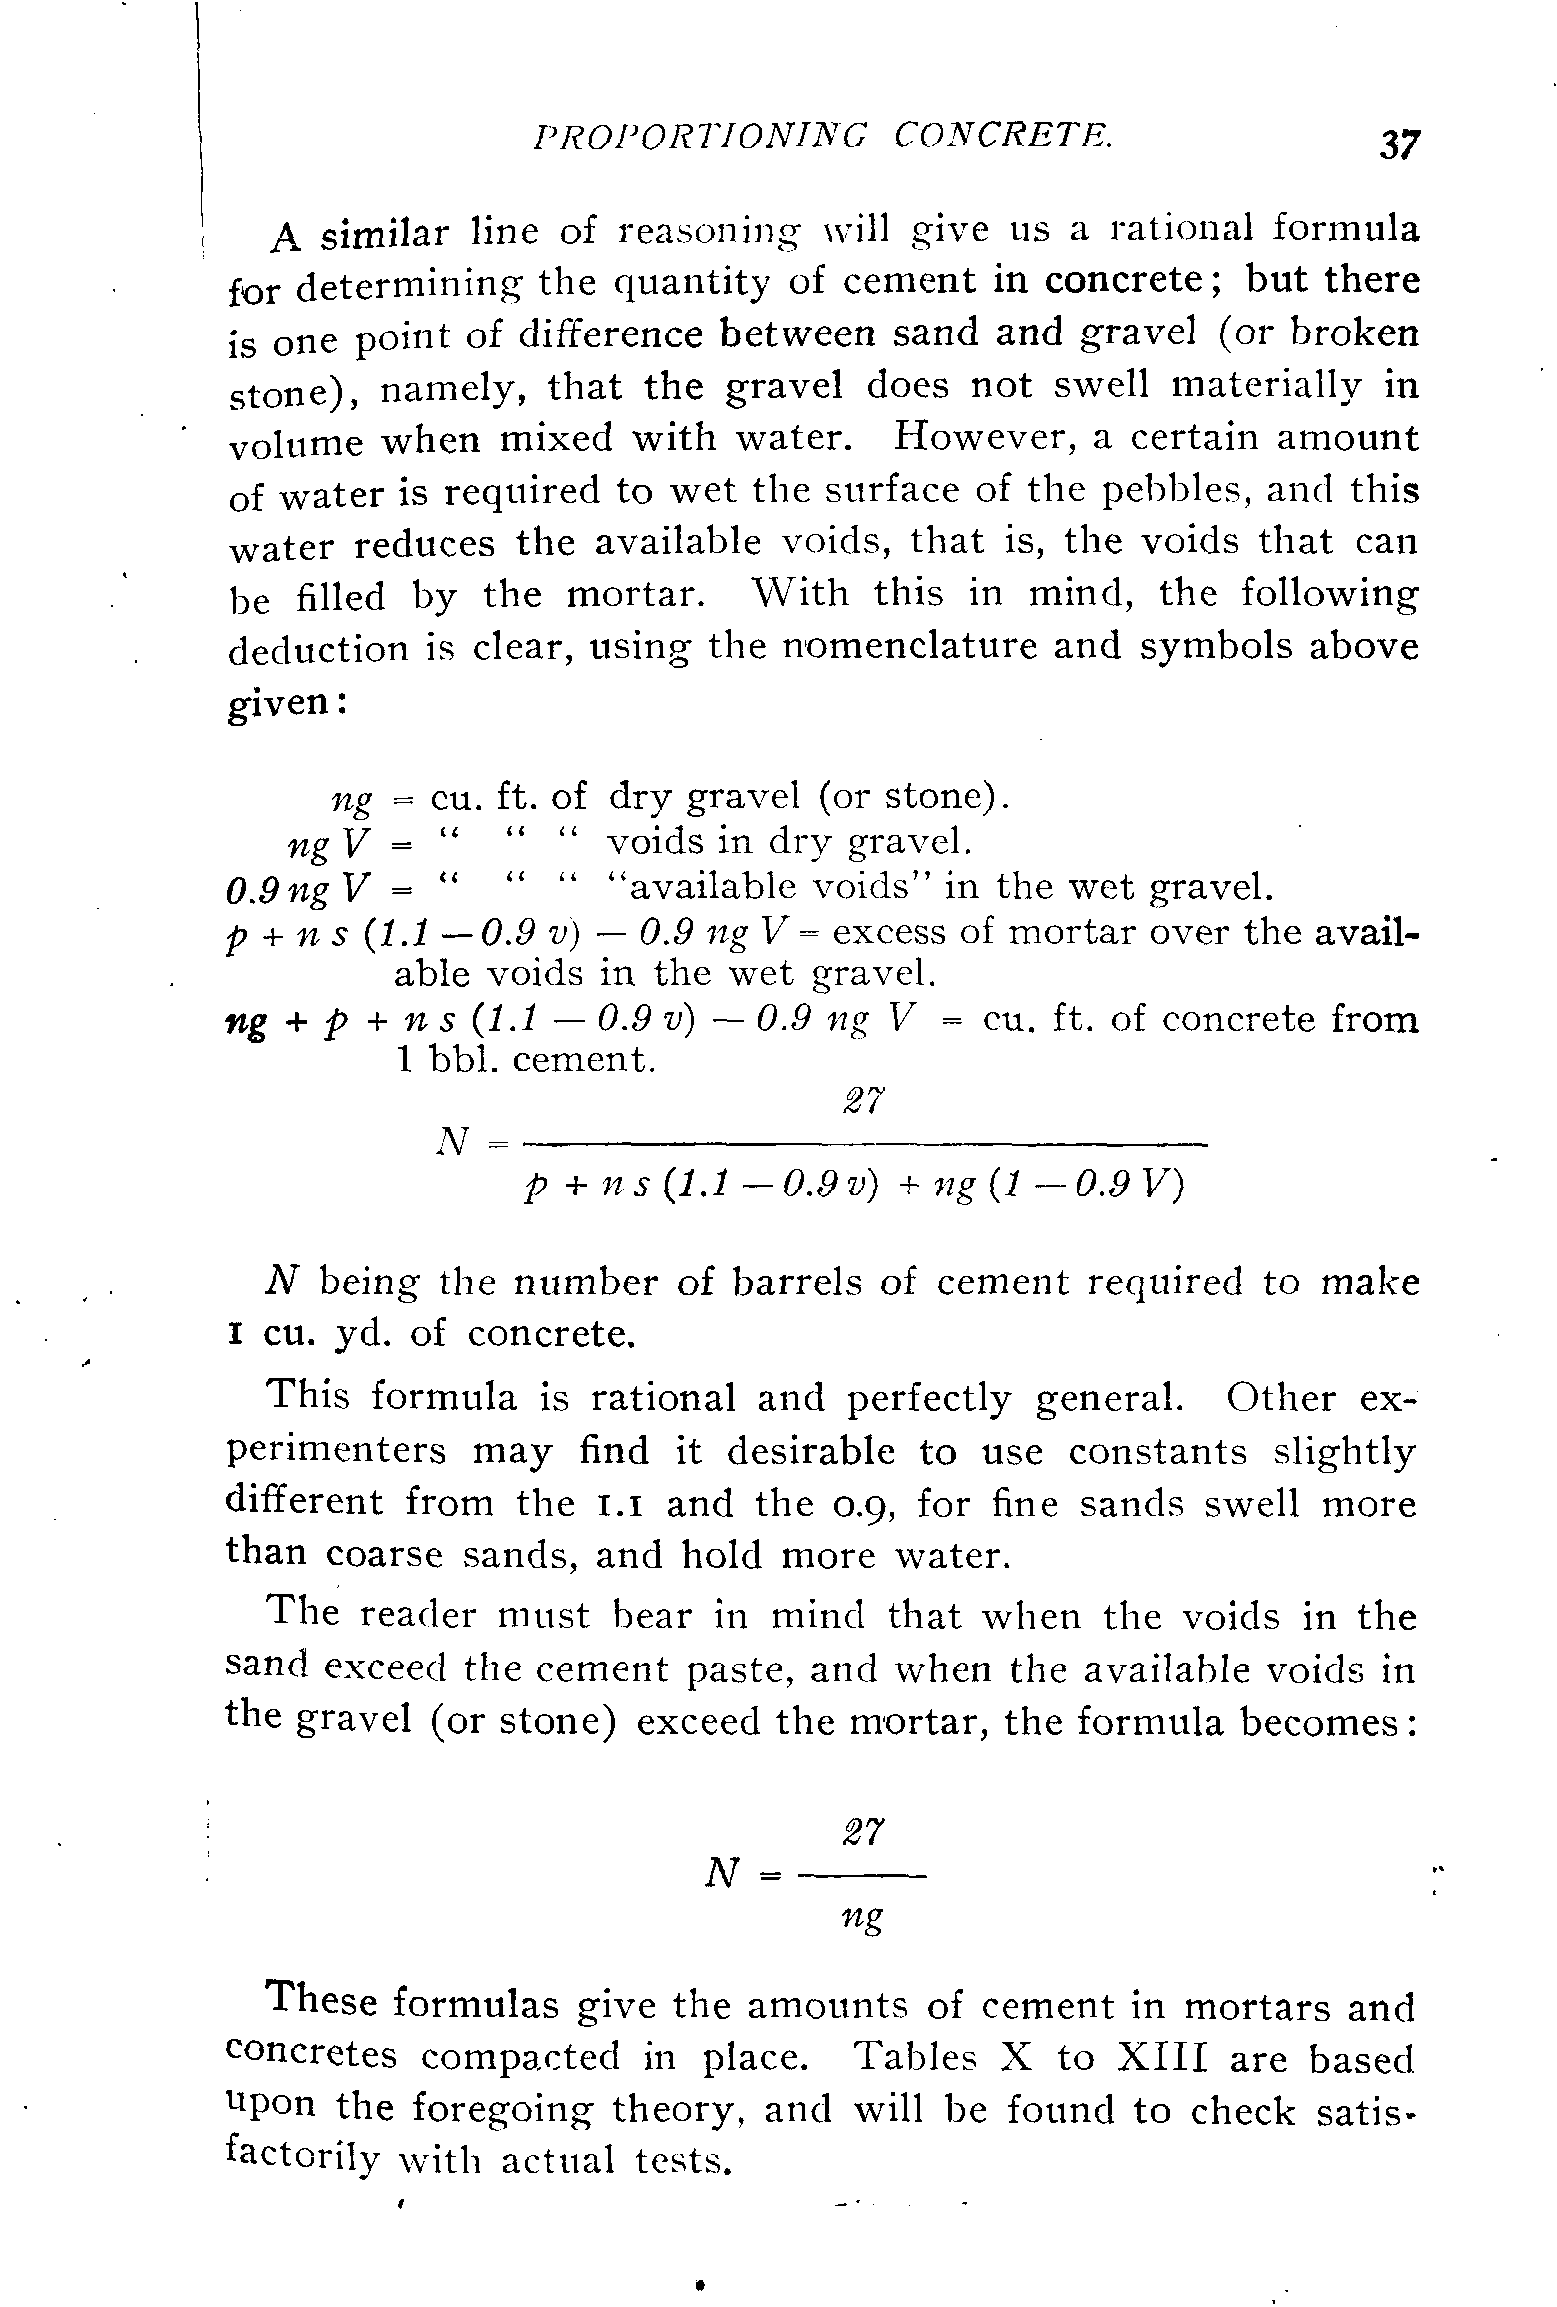 PROPORTIONING CONCRETE. 37
A similar line of reasoning will give us a rational formula
for determining the quantity of cement in concrete; but there
is one point of difference between sand and gravel (or broken
stone), namely, that the gravel does not swell materially in
volume when mixed with water. However, a certain amount
of water is required to wet the surface of the pebbles, and this
water reduces the available voids, that is, the voids that can
be filled by the mortar. With this in mind, the following
deduction is clear, using the nomenclature and symbols above
given:
ng = cu. ft. of dry gravel (or stone).
ng V = “ “ “ voids in dry gravel.
0.9 ng V = “ “ “ “available voids” in the wet gravel.
p + n s (1.1 — 0.9 v) — 0.9 ng V = excess of mortar over the avail-
able voids in the wet gravel.
ng + p + n s (1.1 — 0.9 v) — 0.9 ng V = cu. ft. of concrete from
1 bbl. cement.
27
N = ———
p + n s (1.1 — 0.9 v) + ng (1 — 0.9 V)
N being the number of barrels of cement required to make
1 cu. yd. of concrete.
This formula is rational and perfectly general. Other ex-
perimenters may find it desirable to use constants slightly
different from the 1.1 and the 0.9, for fine sands swell more
than coarse sands, and hold more water.
The reader must bear in mind that when the voids in the
sand exceed the cement paste, and when the available voids in
the gravel (or stone) exceed the mortar, the formula becomes:
27
N = ———
ng
These formulas give the amounts of cement in mortars and
concretes compacted in place. Tables X to XIII are based
upon the foregoing theory, and will be found to check satis-
factorily with actual tests.